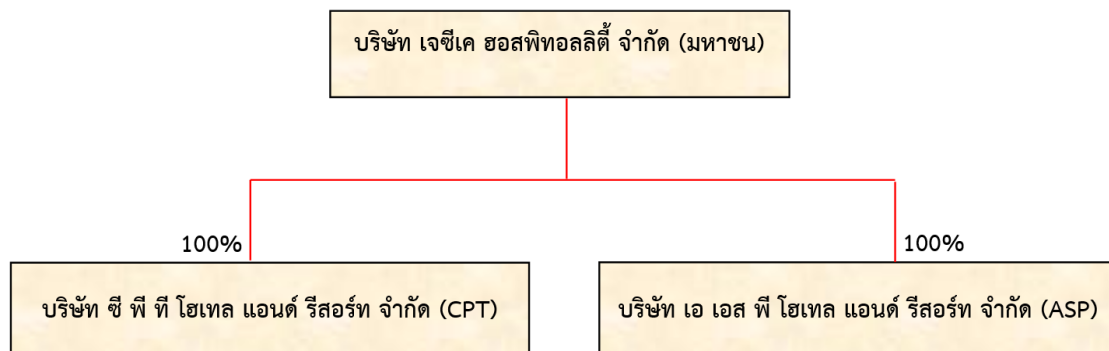 บริษัท เจซีเค ฮอสพิทอลลิตี้ จำกัด (มหาชน)
100%
100%
บริษัท ซี พี ที โฮเทล แอนด์ รีสอร์ท จำกัด (CPT)
บริษัท เอ เอส พี โฮเทล แอนด์ รีสอร์ท จำกัด (ASP)